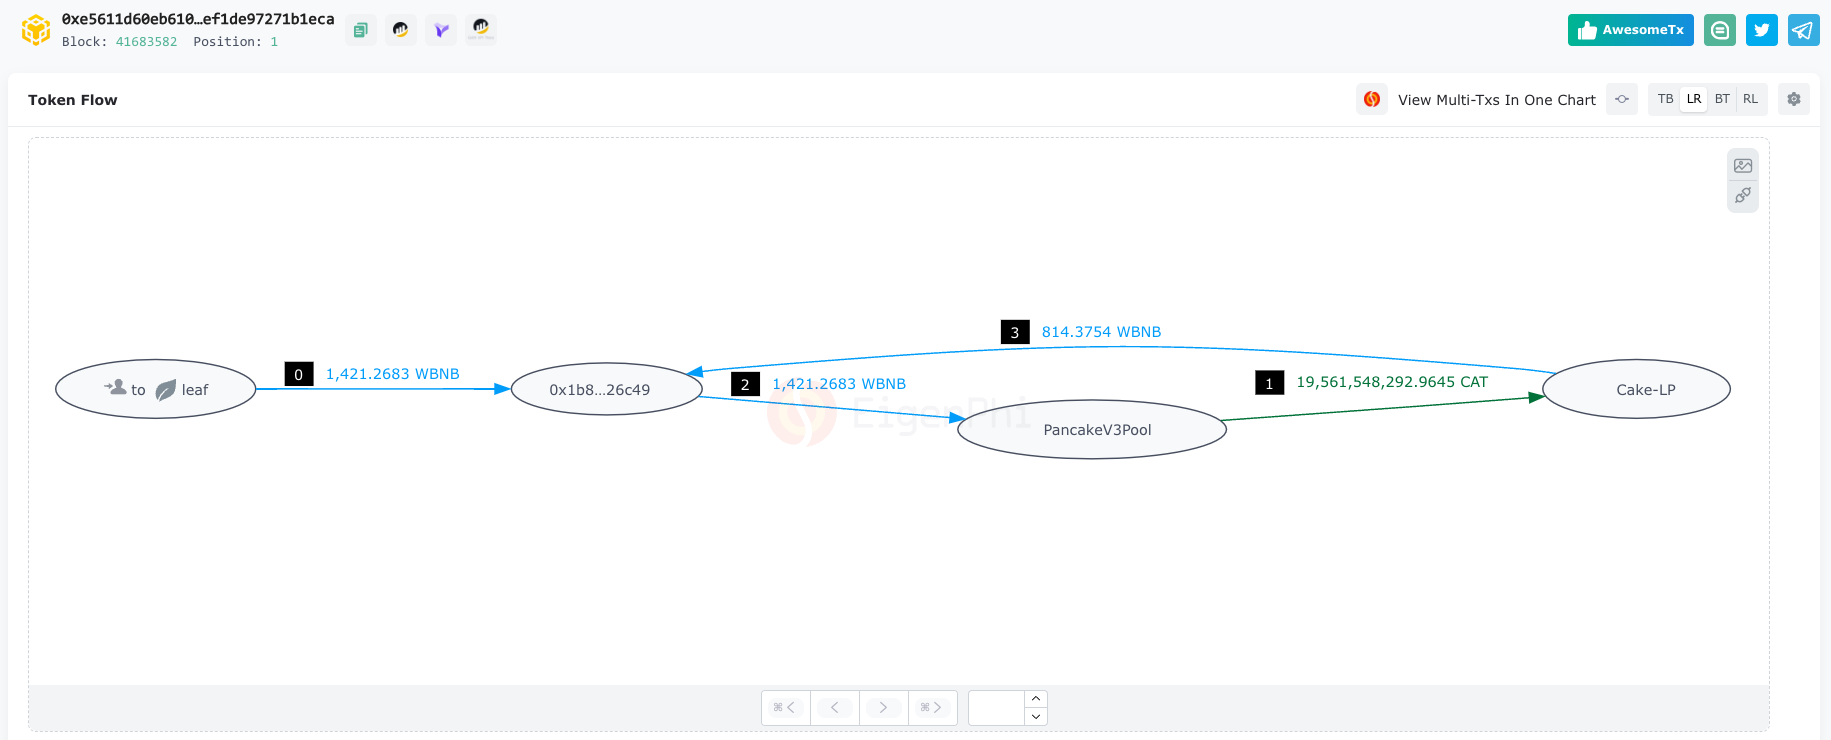 0xe5611d60eb610…ef1de97271b1eca
Block: 41683582 Position: 1
AwesomeTx
Token Flow
View Multi-Txs In One Chart
TB LR BT RL
3 814.3754 WBNB
0 1,421.2683 WBNB
2 1,421.2683 WBNB
1 19,561,548,292.9645 CAT
to leaf
0x1b8…26c49
Cake-LP
EigenPhi
PancakeV3Pool
⌘ < < > ⌘ >